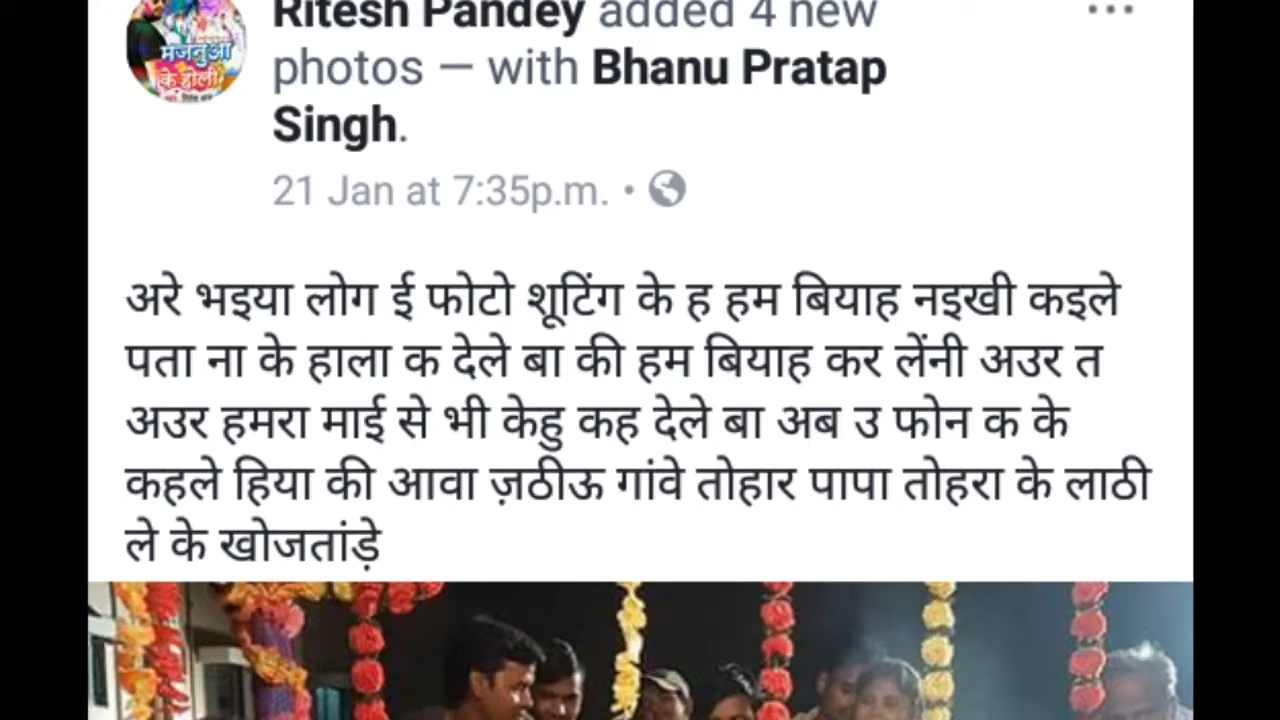 Ritesh Pandey added 4 new
photos — with Bhanu Pratap
Singh.
21 Jan at 7:35p.m. •
मजनुआ
के होली
अरे भइया लोग ई फोटो शूटिंग के ह हम बियाह नइखी कइले
पता ना के हाला क देले बा की हम बियाह कर लेंनी अउर त
अउर हमरा माई से भी केहु कह देले बा अब उ फोन क के
कहले हिया की आवा ज़ठीऊ गांवे तोहार पापा तोहरा के लाठी
ले के खोजतांड़े